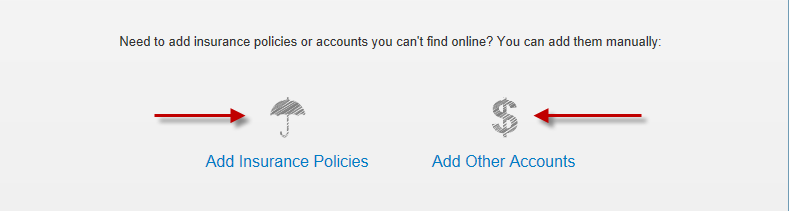 Need to add insurance policies or accounts you can't find online? You can add them manually:
Add Insurance Policies
Add Other Accounts